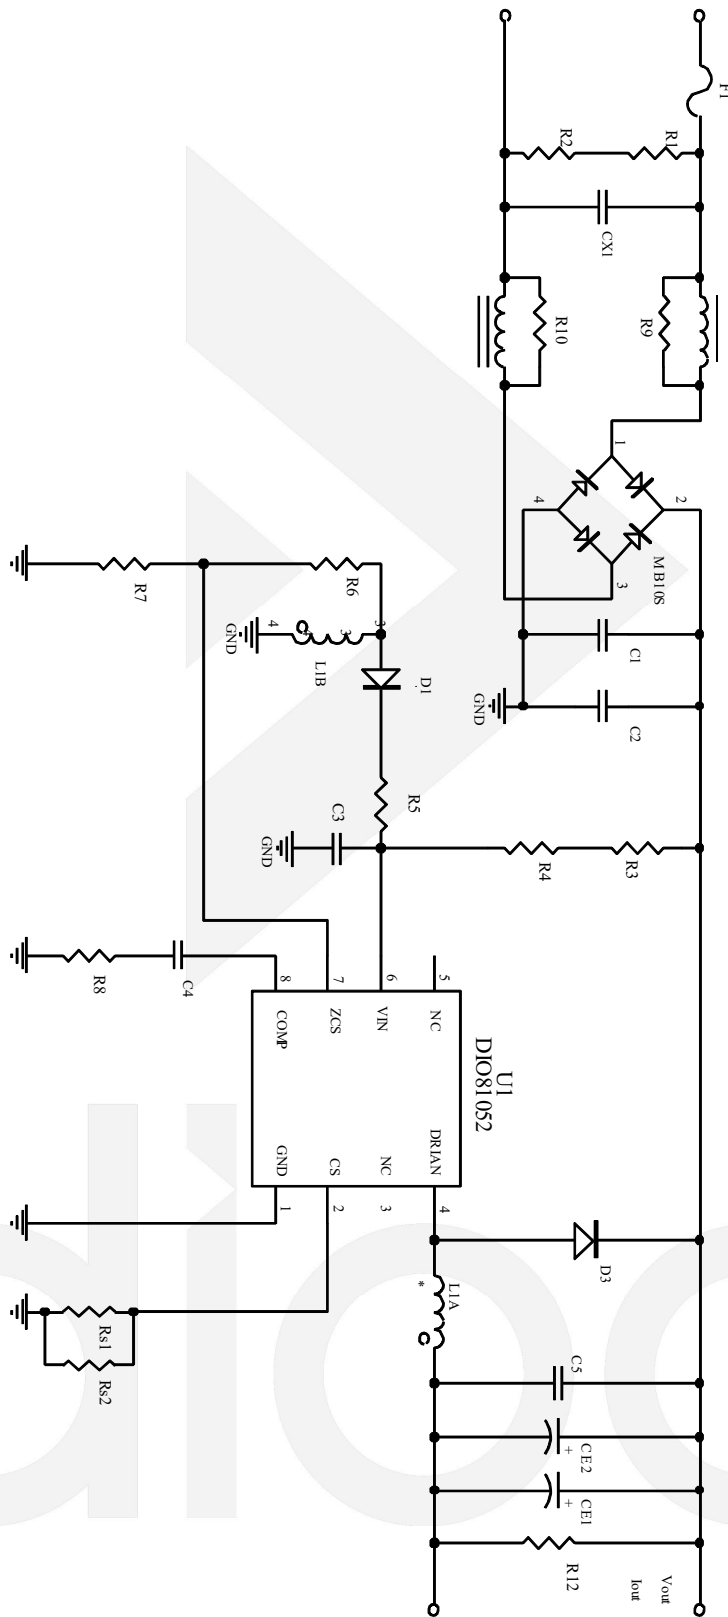 F1
R1
R2
CX1
R9
R10
1
2
3
4
MB10S
C1
C2
GND
R7
R6
3
3
4
4
GND
L1B
D1
R5
C3
GND
R4
R3
R8
C4
8
7
6
5
COMP
ZCS
VIN
NC
U1
DIO81052
GND
CS
NC
DRIAN
1
2
3
4
D3
L1A
*
Rs1
Rs2
C5
CE2
+
CE1
+
R12
Vout
Iout
dioo